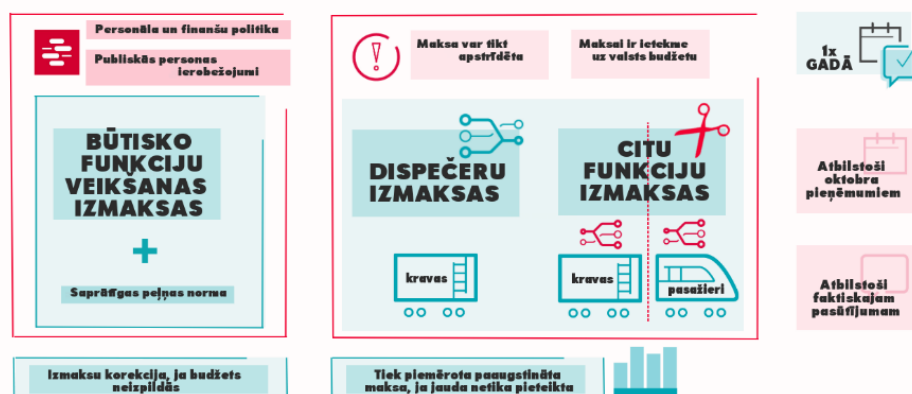 Personāla un finanšu politika
Publiskās personas
ierobežojumi
BŪTISKO
FUNKCIJU
VEIKŠANAS
IZMAKSAS
+
Saprātīgas peļņas norma
Izmaksu korekcija, ja budžets
neizpildās
Maksa var tikt
apstrīdēta
Maksai ir ietekme
uz valsts budžetu
DISPEČERU
IZMAKSAS
CITU
FUNKCIJU
IZMAKSAS
kravas
kravas
pasažieri
Tiek piemērota paaugstināta
maksa, ja jauda netika pieteikta
1x
GADĀ
Atbilstoši
oktobra
pieņēmumiem
Atbilstoši
faktiskajam
pasūtījumam